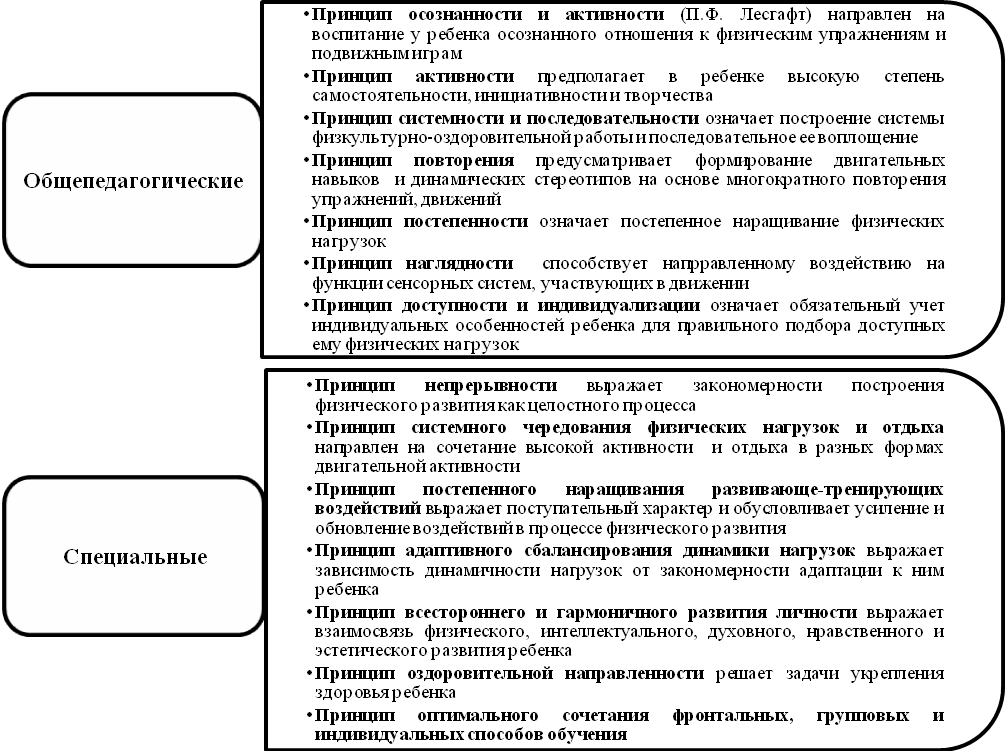 Общепедагогические
•Принцип осознанности и активности (П.Ф. Лесгафт) направлен на
воспитание у ребенка осознанного отношения к физическим упражнениям и
подвижным играм
•Принцип активности предполагает в ребенке высокую степень
самостоятельности, инициативности и творчества
•Принцип системности и последовательности означает построение системы
физкультурно-оздоровительной работы и последовательное ее воплощение
•Принцип повторения предусматривает формирование двигательных
навыков и динамических стереотипов на основе многократного повторения
упражнений, движений
•Принцип постепенности означает постепенное наращивание физических
нагрузок
•Принцип наглядности способствует напрравленному воздействию на
функции сенсорных систем, участвующих в движении
•Принцип доступности и индивидуализации означает обязательный учет
индивидуальных особенностей ребенка для правильного подбора доступных
ему физических нагрузок
Специальные
•Принцип непрерывности выражает закономерности построения
физического развития как целостного процесса
•Принцип системного чередования физических нагрузок и отдыха
направлен на сочетание высокой активности и отдыха в разных формах
двигательной активности
•Принцип постепенного наращивания развивающе-тренирующих
воздействий выражает поступательный характер и обусловливает усиление и
обновление воздействий в процессе физического развития
•Принцип адаптивного сбалансирования динамики нагрузок выражает
зависимость динамичности нагрузок от закономерности адаптации к ним
ребенка
•Принцип всестороннего и гармоничного развития личности выражает
взаимосвязь физического, интеллектуального, духовного, нравственного и
эстетического развития ребенка
•Принцип оздоровительной направленности решает задачи укрепления
здоровья ребенка
•Принцип оптимального сочетания фронтальных, групповых и
индивидуальных способов обучения